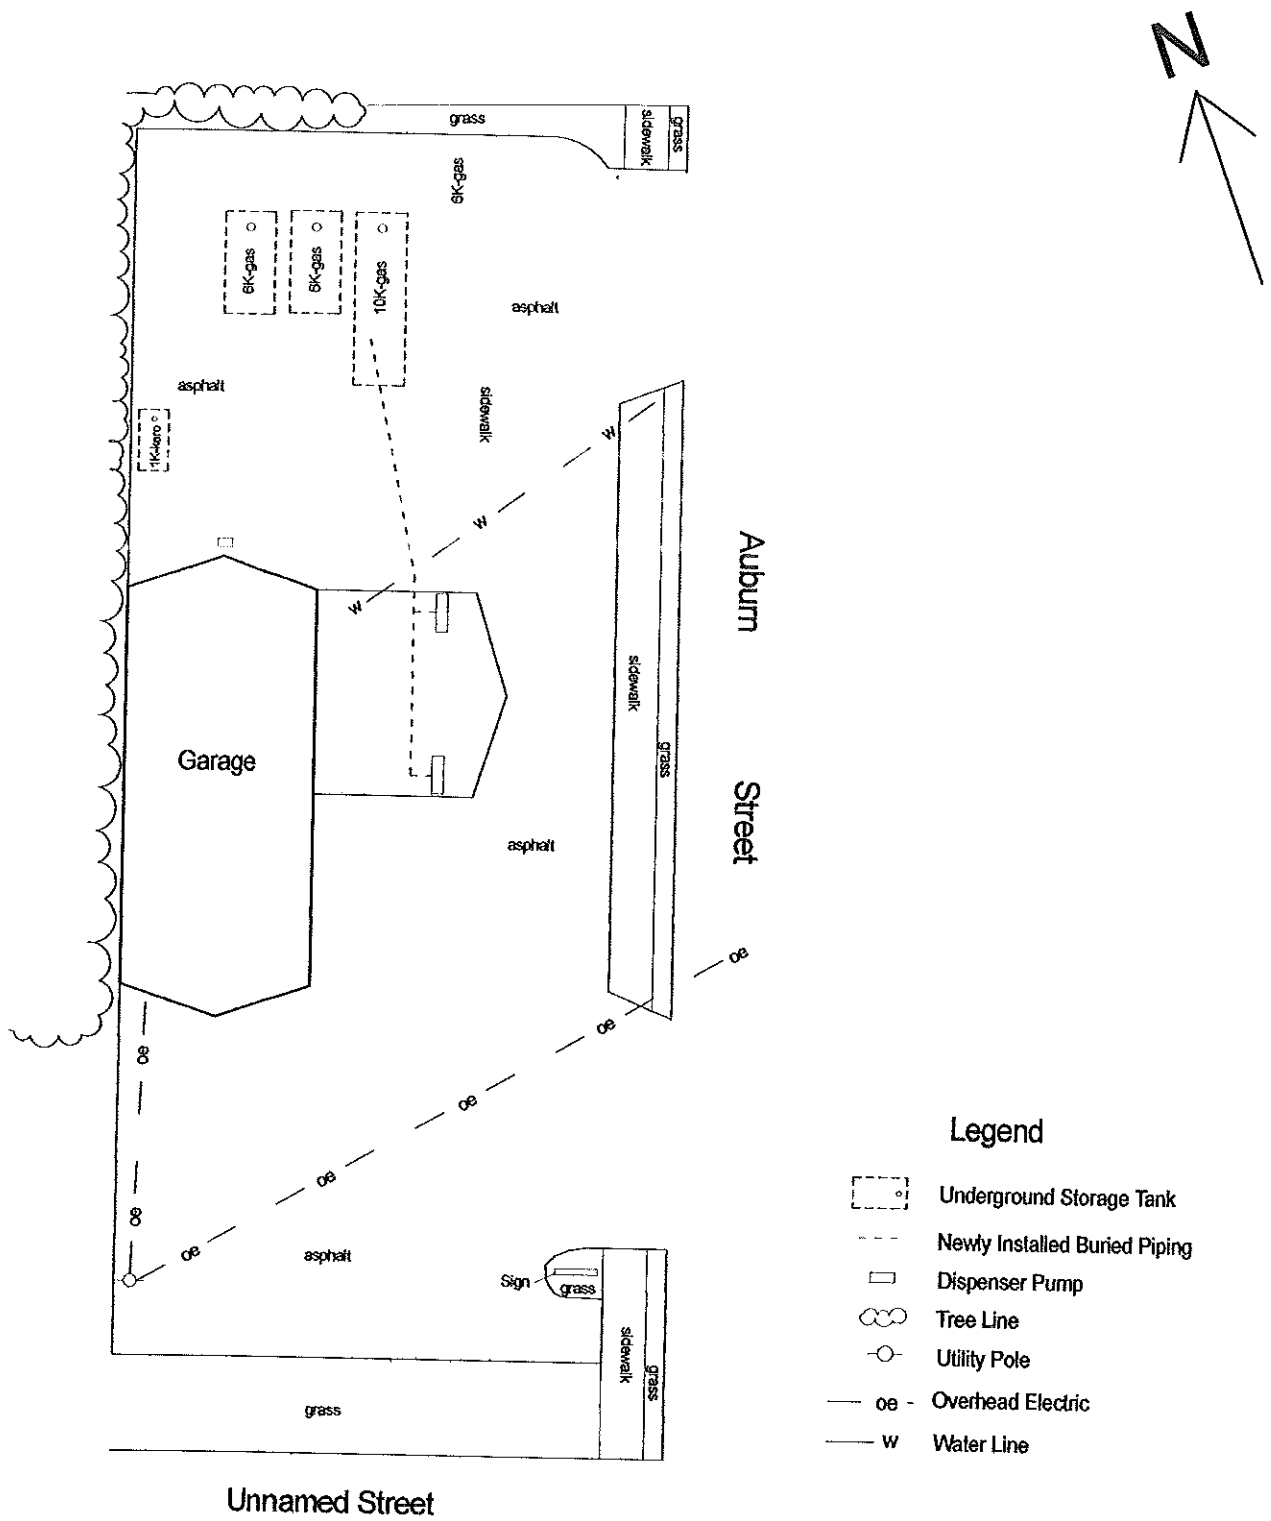 N
grass
sidewalk
grass
6K-gas
6K-gas
6K-gas
10K-gas
asphalt
asphalt
sidewalk
1K-kero
W
W
W
Auburn
Street
sidewalk
grass
Garage
asphalt
oe
oe
oe
oe
oe
oe
oe
asphalt
Sign
grass
sidewalk
grass
grass
Unnamed Street
Legend
Underground Storage Tank
Newly Installed Buried Piping
Dispenser Pump
Tree Line
Utility Pole
oe - Overhead Electric
W Water Line